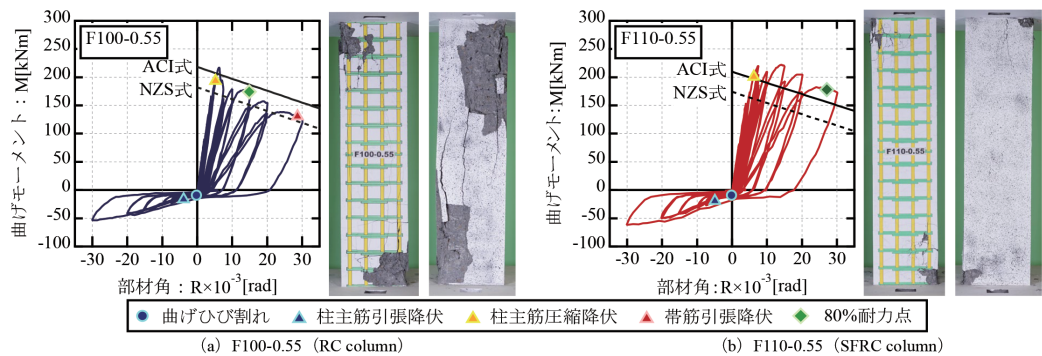 F100-0.55
ACI式
NZS式
曲げモーメント：M[kNm]
300
250
200
150
100
50
0
-50
-100
-30 -20 -10 0 10 20 30
部材角：R×10⁻³[rad]
F100-0.55
F110-0.55
ACI式
NZS式
曲げモーメント：M[kNm]
300
250
200
150
100
50
0
-50
-100
-30 -20 -10 0 10 20 30
部材角：R×10⁻³[rad]
F110-0.55
曲げひび割れ 柱主筋引張降伏 柱主筋圧縮降伏 帯筋引張降伏 80%耐力点
(a) F100-0.55（RC column）
(b) F110-0.55（SFRC column）